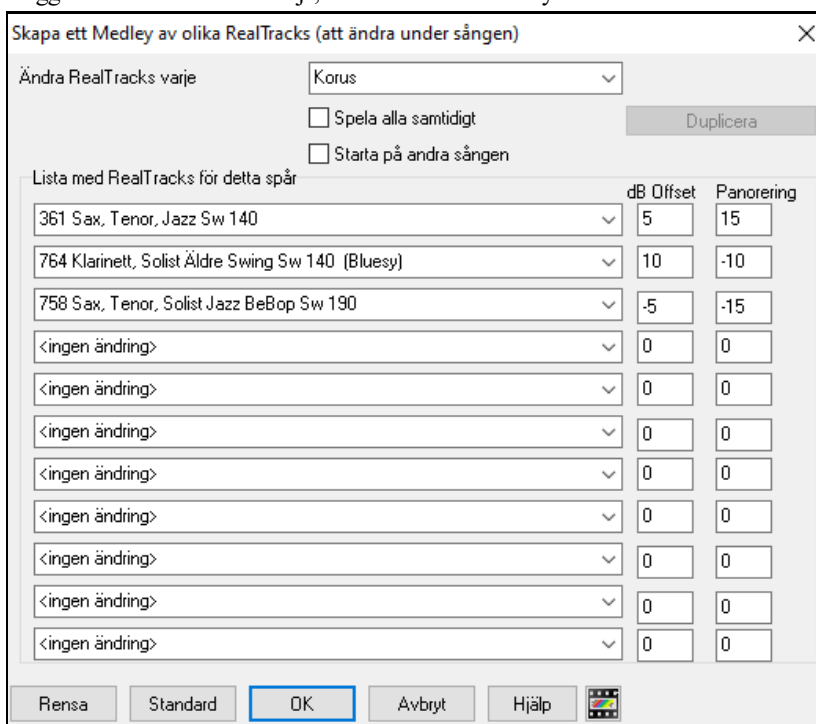 Skapa ett Medley av olika RealTracks (att ändra under sången)
Ändra RealTracks varje Korus
Spela alla samtidigt Duplicera
Starta på andra sången
Lista med RealTracks för detta spår dB Offset Panorering
361 Sax, Tenor, Jazz Sw 140 5 15
764 Klarinett, Solist Äldre Swing Sw 140 (Bluesy) 10 -10
758 Sax, Tenor, Solist Jazz BeBop Sw 190 -5 -15
<ingen ändring> 0 0
<ingen ändring> 0 0
<ingen ändring> 0 0
<ingen ändring> 0 0
<ingen ändring> 0 0
<ingen ändring> 0 0
<ingen ändring> 0 0
<ingen ändring> 0 0
Rensa Standard OK Avbryt Hjälp